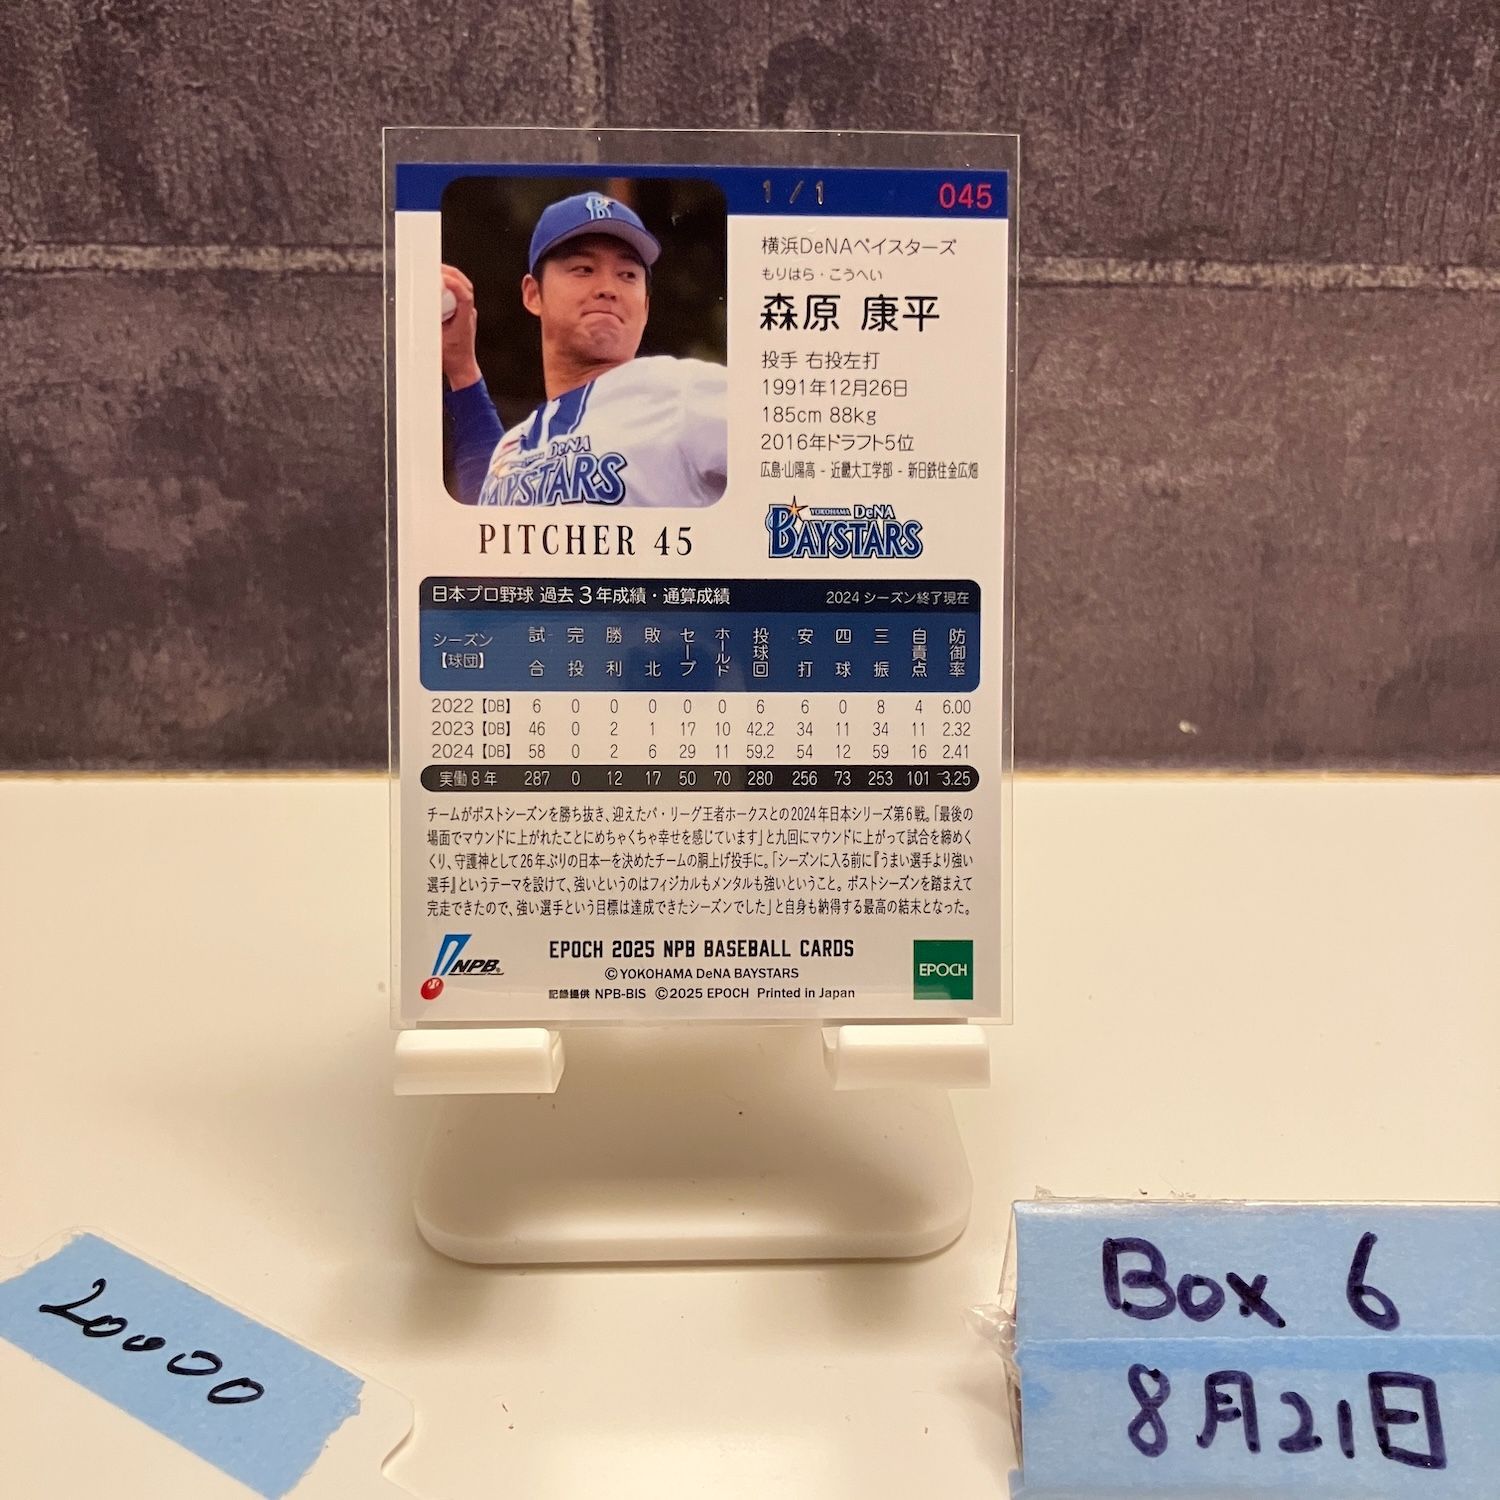 1/1
045
横浜DeNAベイスターズ
もりはら・こうへい
森原 康平
投手 右投左打
1991年12月26日
185cm 88kg
2016年ドラフト5位
広島・山陽高 - 近畿大工学部 - 新日鉄住金広畑
YOKOHAMA DeNA
BAYSTARS
B
DeNA
BAYSTARS
PITCHER 45
日本プロ野球 過去3年成績・通算成績 2024 シーズン終了現在
シーズン【球団】 試合 完投 勝利 敗北 セーブ ホールド 投球回 安打 四球 三振 自責点 防御率
2022【DB】 6 0 0 0 0 0 6 6 0 8 4 6.00
2023【DB】 46 0 2 1 17 10 42.2 34 11 34 11 2.32
2024【DB】 58 0 2 6 29 11 59.2 54 12 59 16 2.41
実働8年 287 0 12 17 50 70 280 256 73 253 101 3.25
チームがポストシーズンを勝ち抜き、迎えたパ・リーグ王者ホークスとの2024年日本シリーズ第6戦。「最後の
場面でマウンドに上がれたことにめちゃくちゃ幸せを感じています」と九回にマウンドに上がって試合を締めく
くり、守護神として26年ぶりの日本一を決めたチームの胴上げ投手に。「シーズンに入る前に『うまい選手より強い
選手』というテーマを設けて、強いというのはフィジカルもメンタルも強いということ。ポストシーズンを踏まえて
完走できたので、強い選手という目標は達成できたシーズンでした」と自身も納得する最高の結末となった。
NPB
EPOCH 2025 NPB BASEBALL CARDS
©YOKOHAMA DeNA BAYSTARS
記録提供 NPB-BIS ©2025 EPOCH Printed in Japan
EPOCH
20000
Box 6
8月21日